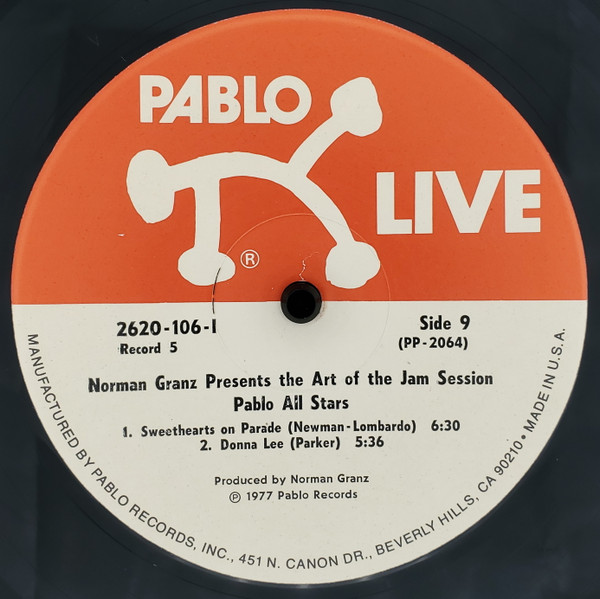 PABLO
LIVE
®
2620-106-1
Side 9
Record 5
(PP-2064)
Norman Granz Presents the Art of the Jam Session
Pablo All Stars
1. Sweethearts on Parade (Newman-Lombardo) 6:30
2. Donna Lee (Parker) 5:36
Produced by Norman Granz
℗ 1977 Pablo Records
MANUFACTURED BY PABLO RECORDS, INC., 451 N. CANON DR., BEVERLY HILLS, CA 90210 • MADE IN U.S.A.